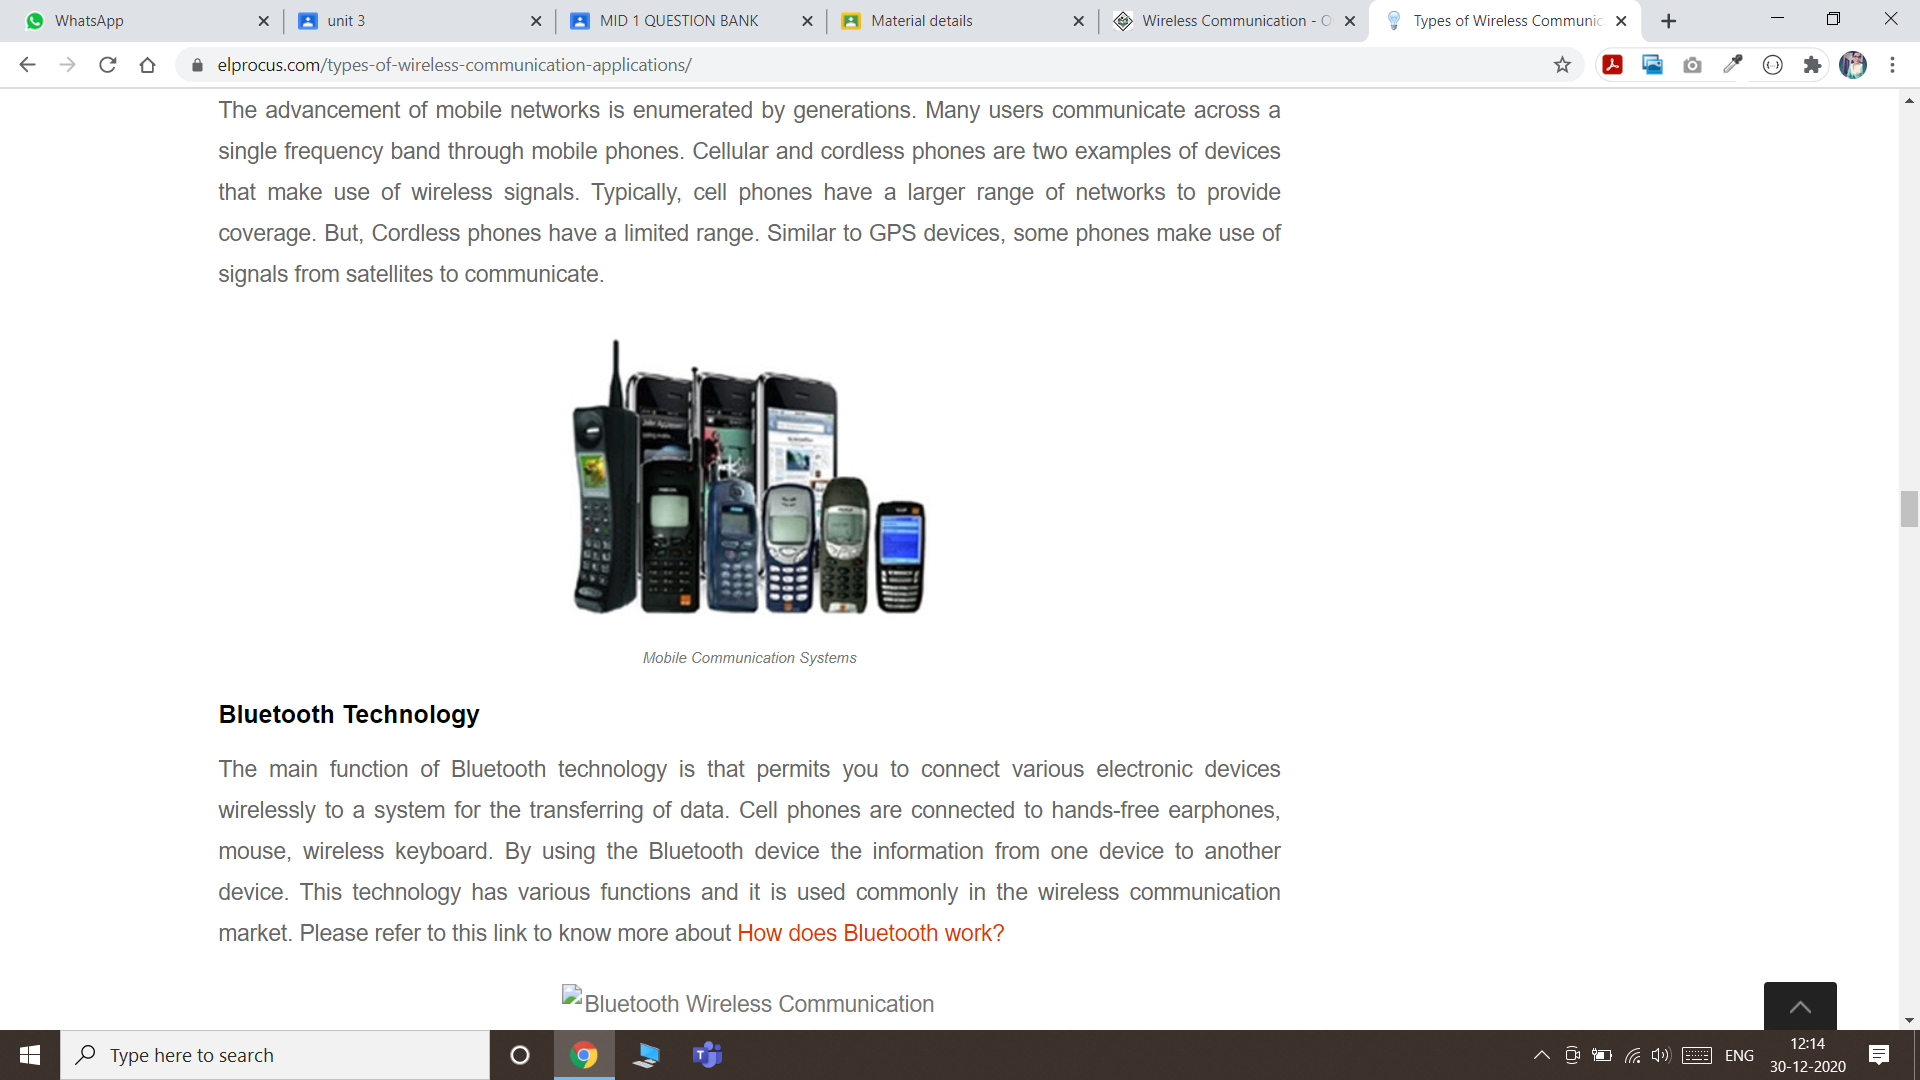 WhatsApp
unit 3
MID 1 QUESTION BANK
Material details
Wireless Communication - O
Types of Wireless Communic
elprocus.com/types-of-wireless-communication-applications/
The advancement of mobile networks is enumerated by generations. Many users communicate across a
single frequency band through mobile phones. Cellular and cordless phones are two examples of devices
that make use of wireless signals. Typically, cell phones have a larger range of networks to provide
coverage. But, Cordless phones have a limited range. Similar to GPS devices, some phones make use of
signals from satellites to communicate.
Mobile Communication Systems
Bluetooth Technology
The main function of Bluetooth technology is that permits you to connect various electronic devices
wirelessly to a system for the transferring of data. Cell phones are connected to hands-free earphones,
mouse, wireless keyboard. By using the Bluetooth device the information from one device to another
device. This technology has various functions and it is used commonly in the wireless communication
market. Please refer to this link to know more about How does Bluetooth work?
Bluetooth Wireless Communication
Type here to search
ENG
12:14
30-12-2020